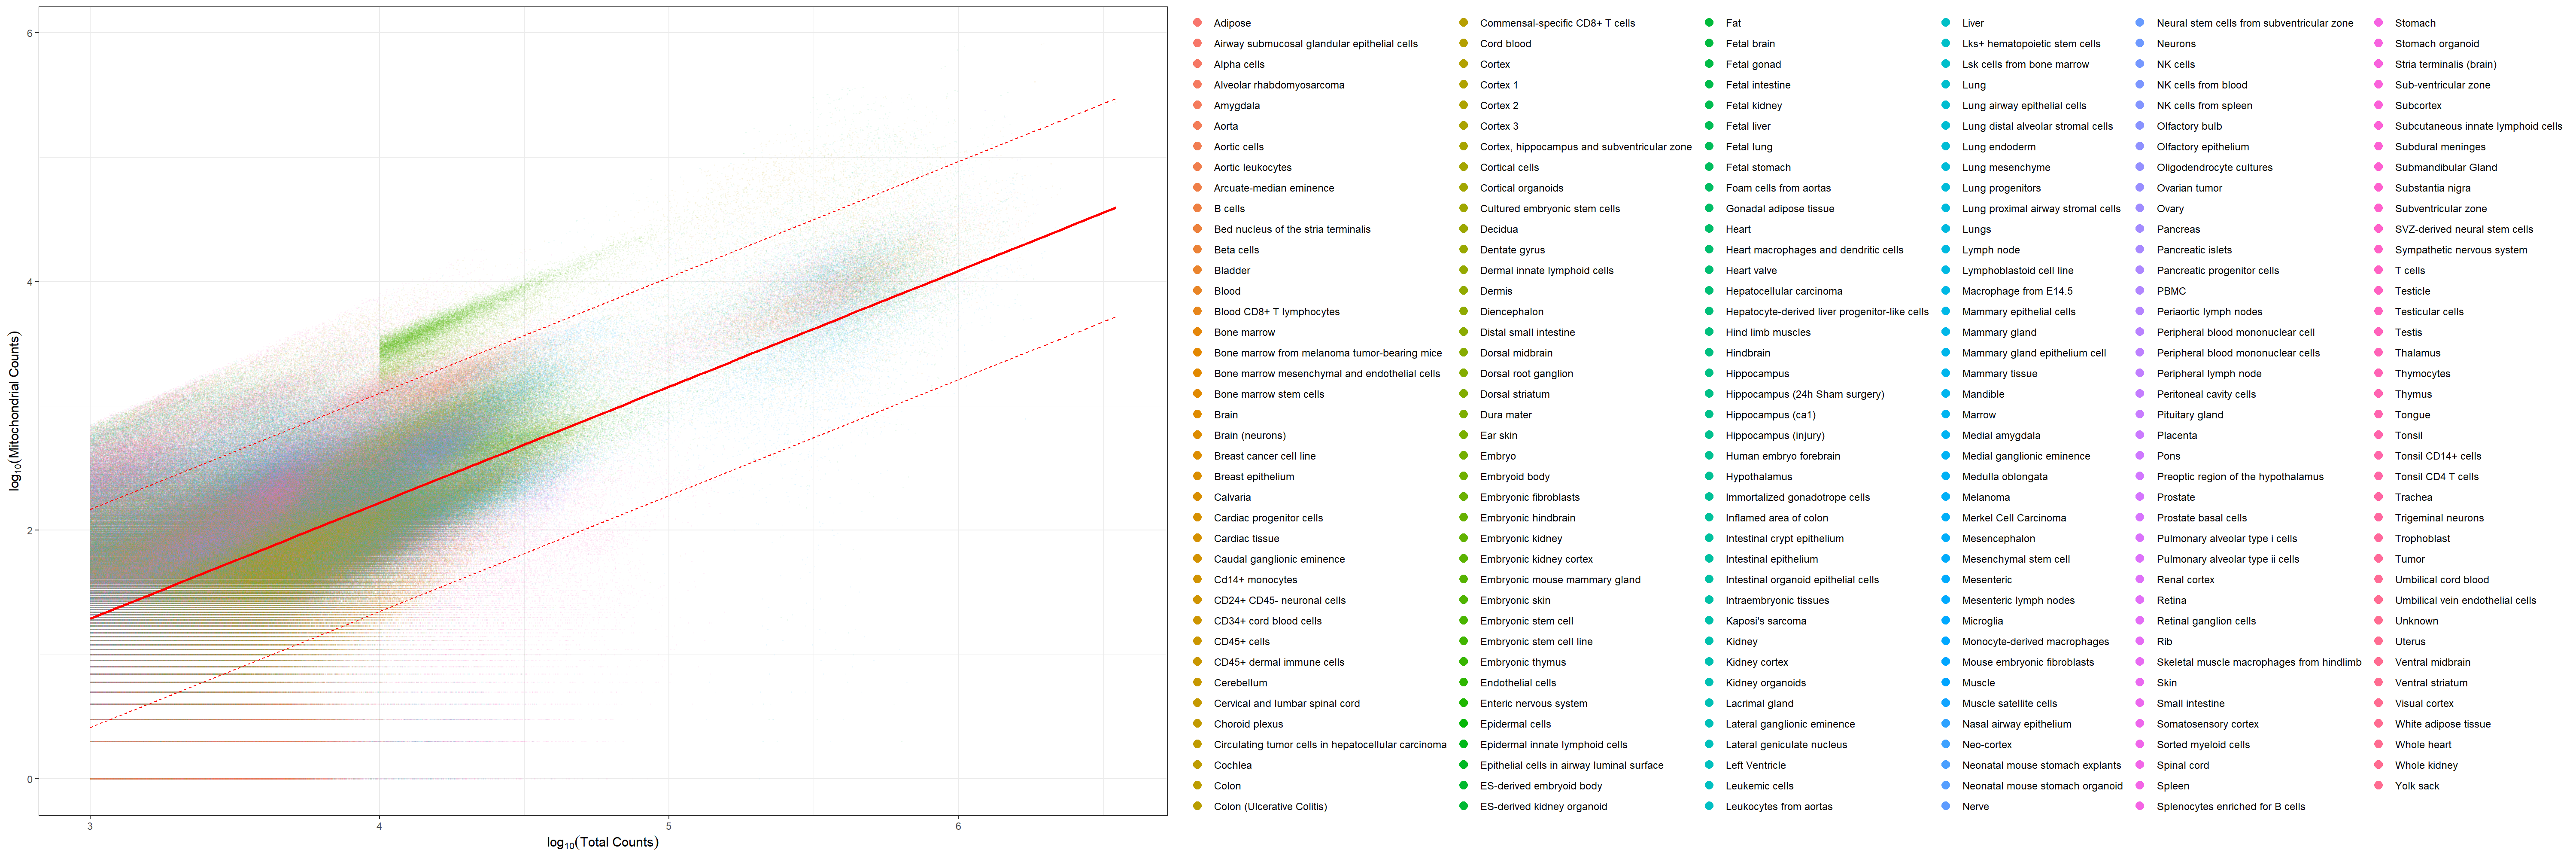 log10(Mitochondrial Counts)
6
4
2
0
3
4
5
6
log10(Total Counts)
Adipose
Airway submucosal glandular epithelial cells
Alpha cells
Alveolar rhabdomyosarcoma
Amygdala
Aorta
Aortic cells
Aortic leukocytes
Arcuate-median eminence
B cells
Bed nucleus of the stria terminalis
Beta cells
Bladder
Blood
Blood CD8+ T lymphocytes
Bone marrow
Bone marrow from melanoma tumor-bearing mice
Bone marrow mesenchymal and endothelial cells
Bone marrow stem cells
Brain
Brain (neurons)
Breast cancer cell line
Breast epithelium
Calvaria
Cardiac progenitor cells
Cardiac tissue
Caudal ganglionic eminence
Cd14+ monocytes
CD24+ CD45- neuronal cells
CD34+ cord blood cells
CD45+ cells
CD45+ dermal immune cells
Cerebellum
Cervical and lumbar spinal cord
Choroid plexus
Circulating tumor cells in hepatocellular carcinoma
Cochlea
Colon
Colon (Ulcerative Colitis)
Commensal-specific CD8+ T cells
Cord blood
Cortex
Cortex 1
Cortex 2
Cortex 3
Cortex, hippocampus and subventricular zone
Cortical cells
Cortical organoids
Cultured embryonic stem cells
Decidua
Dentate gyrus
Dermal innate lymphoid cells
Dermis
Diencephalon
Distal small intestine
Dorsal midbrain
Dorsal root ganglion
Dorsal striatum
Dura mater
Ear skin
Embryo
Embryoid body
Embryonic fibroblasts
Embryonic hindbrain
Embryonic kidney
Embryonic kidney cortex
Embryonic mouse mammary gland
Embryonic skin
Embryonic stem cell
Embryonic stem cell line
Embryonic thymus
Endothelial cells
Enteric nervous system
Epidermal cells
Epidermal innate lymphoid cells
Epithelial cells in airway luminal surface
ES-derived embryoid body
ES-derived kidney organoid
Fat
Fetal brain
Fetal gonad
Fetal intestine
Fetal kidney
Fetal liver
Fetal lung
Fetal stomach
Foam cells from aortas
Gonadal adipose tissue
Heart
Heart macrophages and dendritic cells
Heart valve
Hepatocellular carcinoma
Hepatocyte-derived liver progenitor-like cells
Hind limb muscles
Hindbrain
Hippocampus
Hippocampus (24h Sham surgery)
Hippocampus (ca1)
Hippocampus (injury)
Human embryo forebrain
Hypothalamus
Immortalized gonadotrope cells
Inflamed area of colon
Intestinal crypt epithelium
Intestinal epithelium
Intestinal organoid epithelial cells
Intraembryonic tissues
Kaposi's sarcoma
Kidney
Kidney cortex
Kidney organoids
Lacrimal gland
Lateral ganglionic eminence
Lateral geniculate nucleus
Left Ventricle
Leukemic cells
Leukocytes from aortas
Liver
Lks+ hematopoietic stem cells
Lsk cells from bone marrow
Lung
Lung airway epithelial cells
Lung distal alveolar stromal cells
Lung endoderm
Lung mesenchyme
Lung progenitors
Lung proximal airway stromal cells
Lungs
Lymph node
Lymphoblastoid cell line
Macrophage from E14.5
Mammary epithelial cells
Mammary gland
Mammary gland epithelium cell
Mammary tissue
Mandible
Marrow
Medial amygdala
Medial ganglionic eminence
Medulla oblongata
Melanoma
Merkel Cell Carcinoma
Mesencephalon
Mesenchymal stem cell
Mesenteric
Mesenteric lymph nodes
Microglia
Monocyte-derived macrophages
Mouse embryonic fibroblasts
Muscle
Muscle satellite cells
Nasal airway epithelium
Neo-cortex
Neonatal mouse stomach explants
Neonatal mouse stomach organoid
Nerve
Neural stem cells from subventricular zone
Neurons
NK cells
NK cells from blood
NK cells from spleen
Olfactory bulb
Olfactory epithelium
Oligodendrocyte cultures
Ovarian tumor
Ovary
Pancreas
Pancreatic islets
Pancreatic progenitor cells
PBMC
Periaortic lymph nodes
Peripheral blood mononuclear cell
Peripheral blood mononuclear cells
Peripheral lymph node
Peritoneal cavity cells
Pituitary gland
Placenta
Pons
Preoptic region of the hypothalamus
Prostate
Prostate basal cells
Pulmonary alveolar type i cells
Pulmonary alveolar type ii cells
Renal cortex
Retina
Retinal ganglion cells
Rib
Skeletal muscle macrophages from hindlimb
Skin
Small intestine
Somatosensory cortex
Sorted myeloid cells
Spinal cord
Spleen
Splenocytes enriched for B cells
Stomach
Stomach organoid
Stria terminalis (brain)
Sub-ventricular zone
Subcortex
Subcutaneous innate lymphoid cells
Subdural meninges
Submandibular Gland
Substantia nigra
Subventricular zone
SVZ-derived neural stem cells
Sympathetic nervous system
T cells
Testicle
Testicular cells
Testis
Thalamus
Thymocytes
Thymus
Tongue
Tonsil
Tonsil CD14+ cells
Tonsil CD4 T cells
Trachea
Trigeminal neurons
Trophoblast
Tumor
Umbilical cord blood
Umbilical vein endothelial cells
Unknown
Uterus
Ventral midbrain
Ventral striatum
Visual cortex
White adipose tissue
Whole heart
Whole kidney
Yolk sack